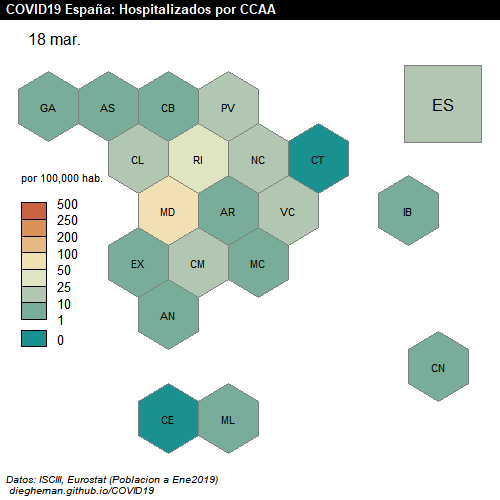 COVID19 España: Hospitalizados por CCAA
18 mar.
GA AS CB PV ES
CL RI NC CT
por 100,000 hab.
500
250
200
100
50
25
10
1
0
MD AR VC IB
EX CM MC
AN
CN
CE ML
Datos: ISCIII, Eurostat (Poblacion a Ene2019)
diegheman.github.io/COVID19